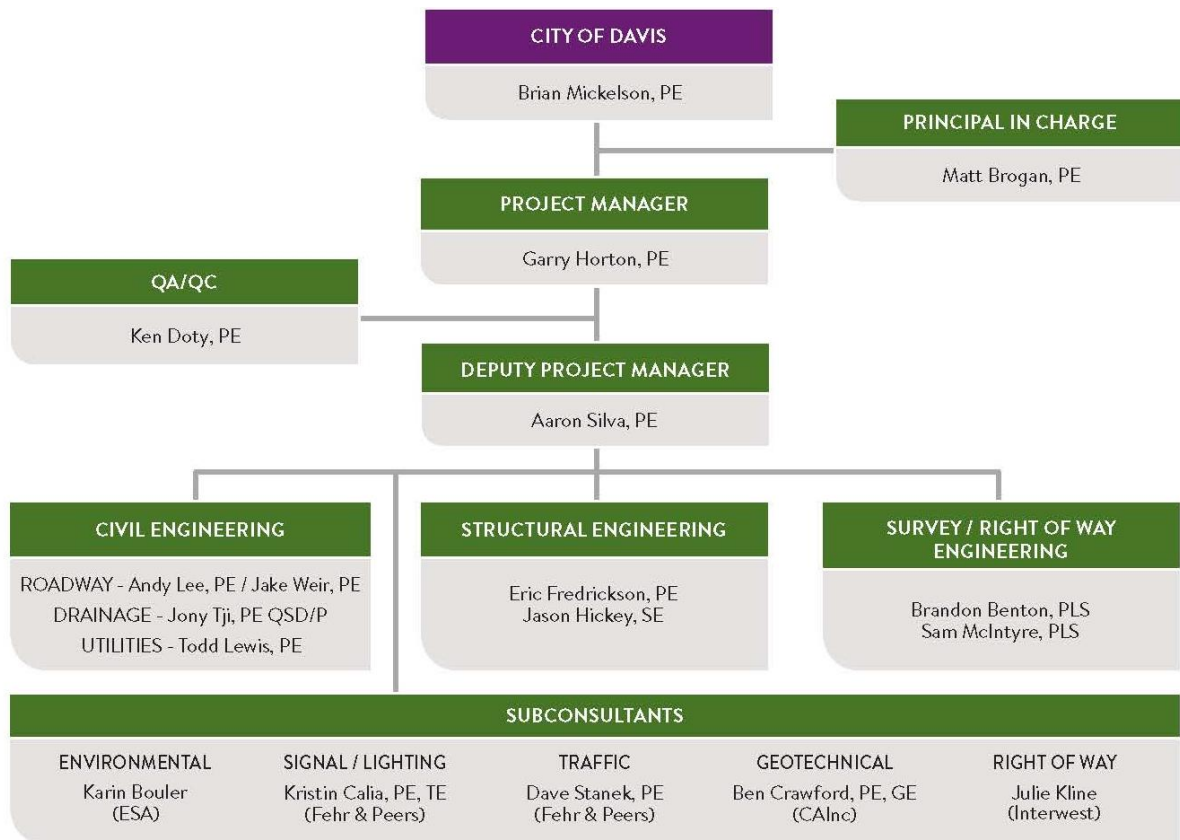 CITY OF DAVIS
Brian Mickelson, PE
PRINCIPAL IN CHARGE
Matt Brogan, PE
PROJECT MANAGER
Garry Horton, PE
QA/QC
Ken Doty, PE
DEPUTY PROJECT MANAGER
Aaron Silva, PE
CIVIL ENGINEERING
ROADWAY - Andy Lee, PE / Jake Weir, PE
DRAINAGE - Jony Tji, PE QSD/P
UTILITIES - Todd Lewis, PE
STRUCTURAL ENGINEERING
Eric Fredrickson, PE
Jason Hickey, SE
SURVEY / RIGHT OF WAY
ENGINEERING
Brandon Benton, PLS
Sam McIntyre, PLS
SUBCONSULTANTS
ENVIRONMENTAL
Karin Bouler
(ESA)
SIGNAL / LIGHTING
Kristin Calia, PE, TE
(Fehr & Peers)
TRAFFIC
Dave Stanek, PE
(Fehr & Peers)
GEOTECHNICAL
Ben Crawford, PE, GE
(CAInc)
RIGHT OF WAY
Julie Kline
(Interwest)